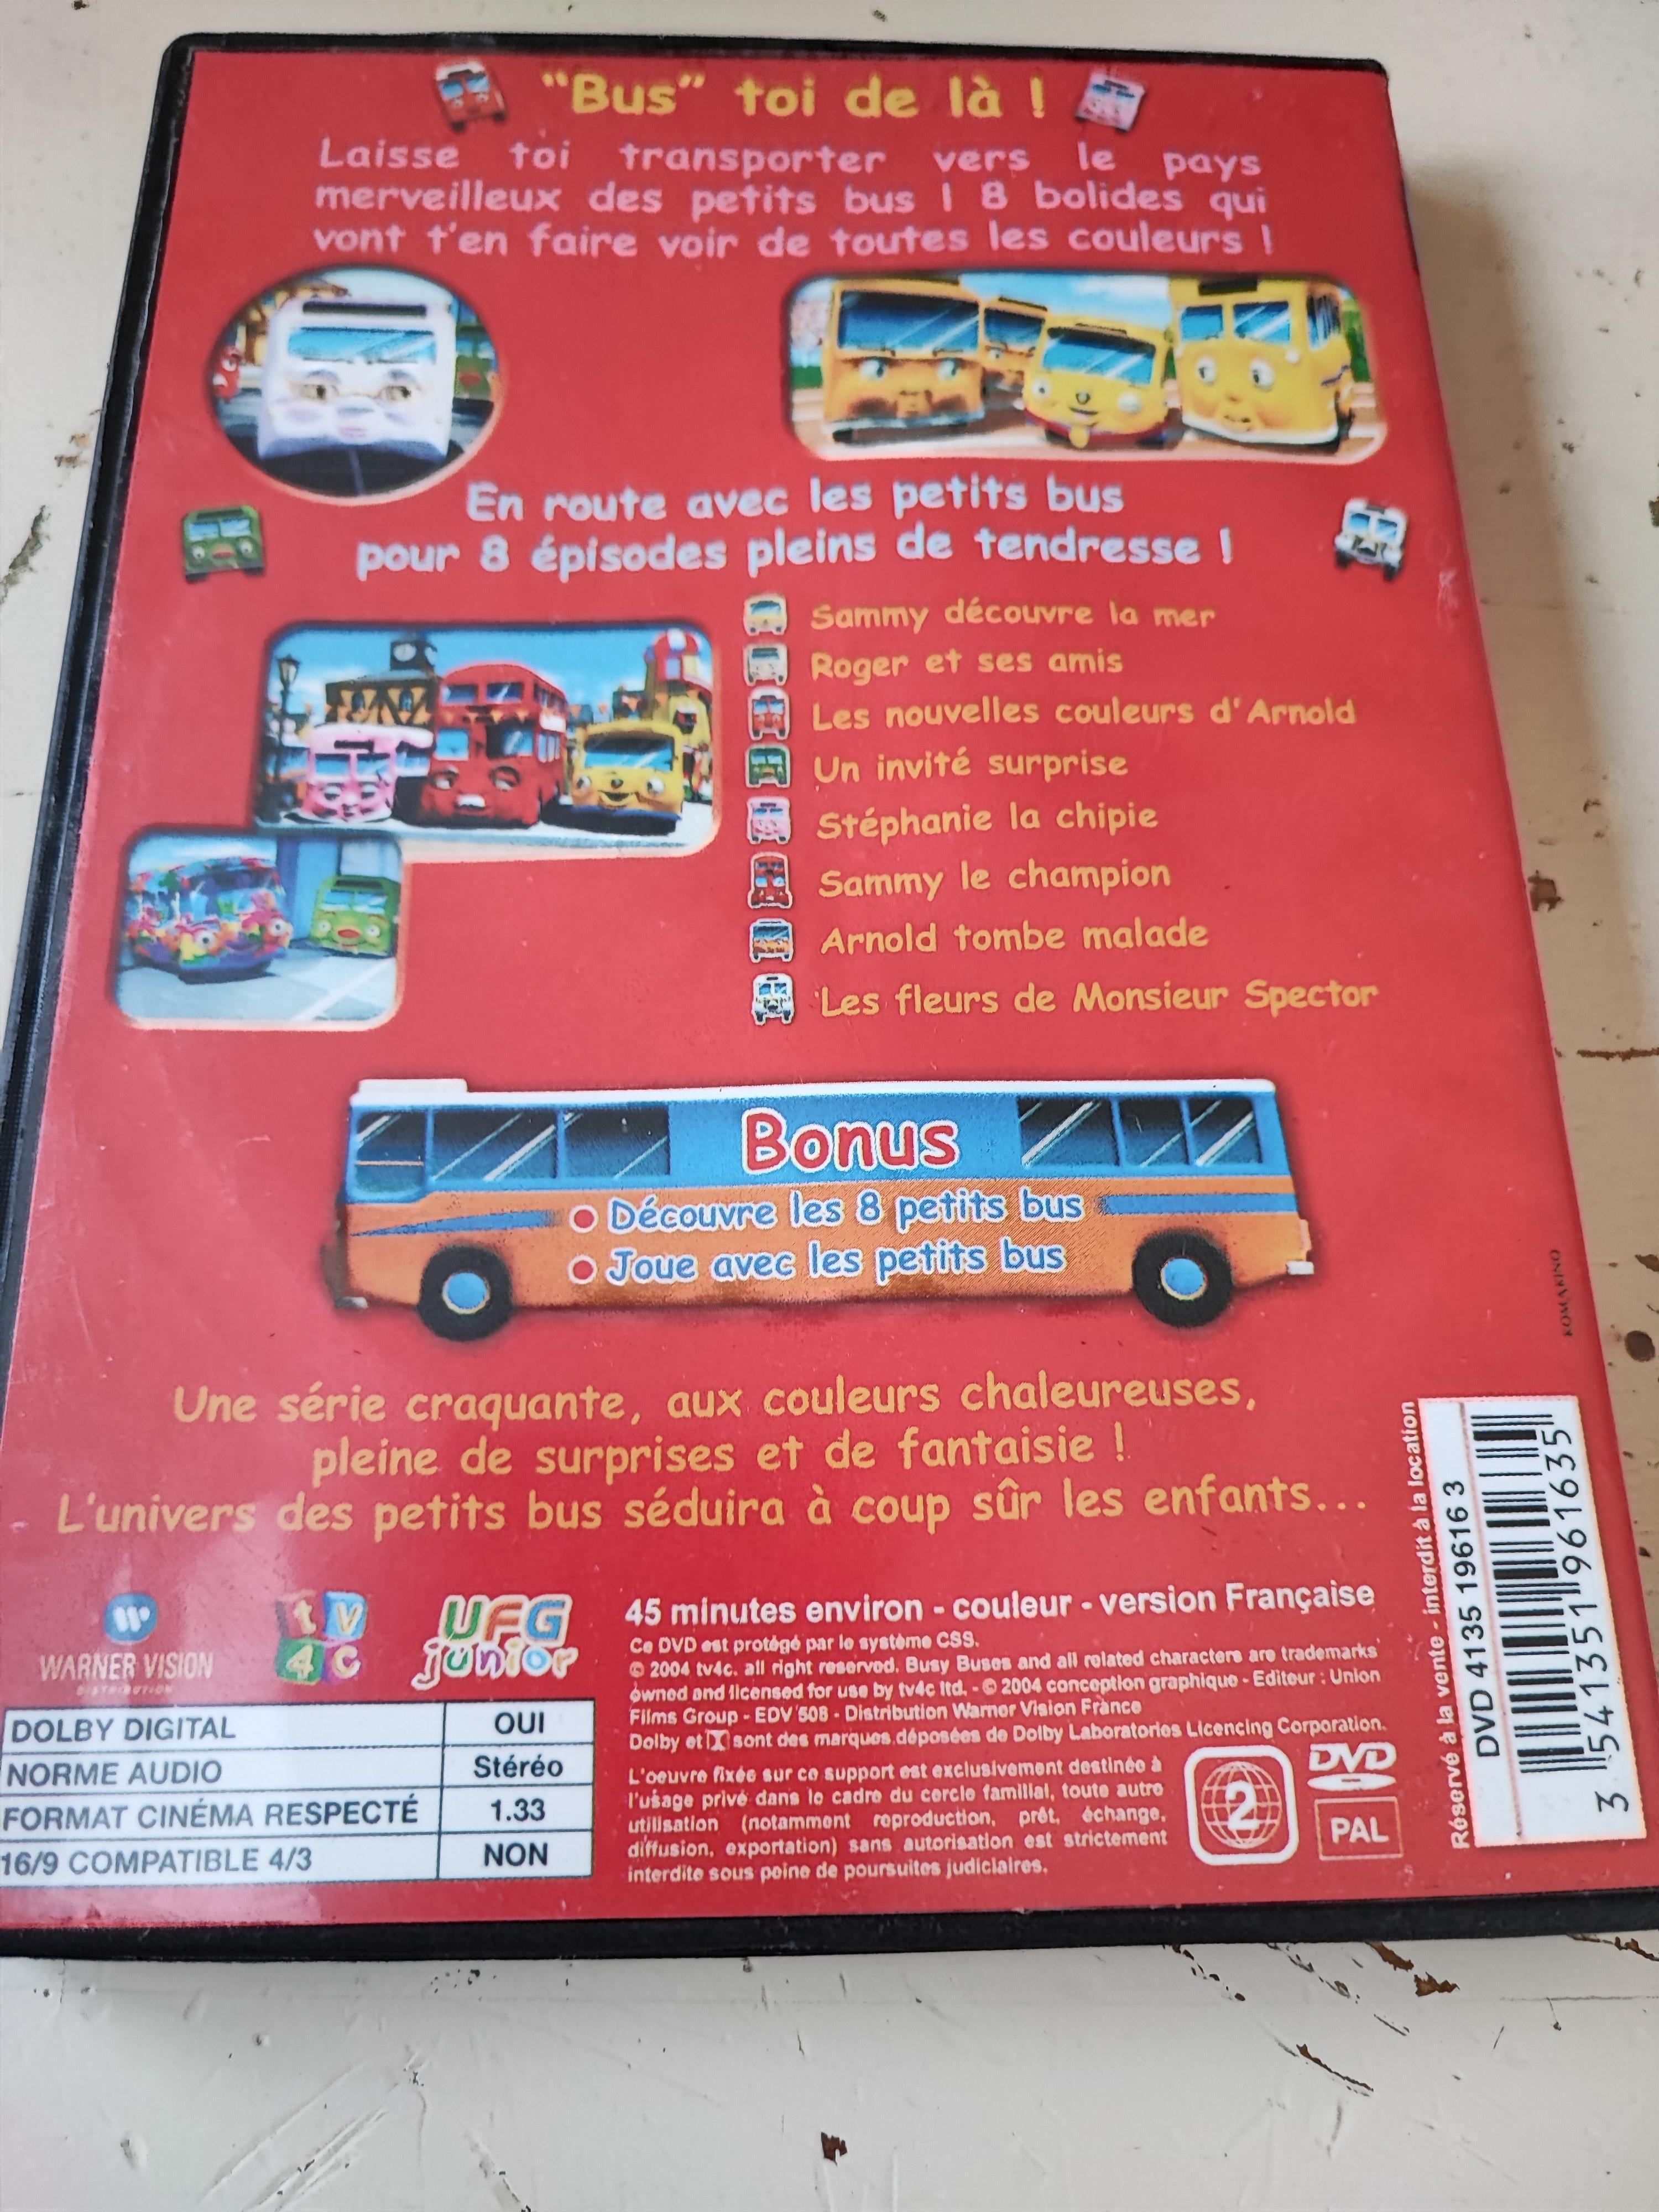 "Bus" toi de là !
Laisse toi transporter vers le pays
merveilleux des petits bus ! 8 bolides qui
vont t'en faire voir de toutes les couleurs !
En route avec les petits bus
pour 8 épisodes pleins de tendresse !
Sammy découvre la mer
Roger et ses amis
Les nouvelles couleurs d'Arnold
Un invité surprise
Stéphanie la chipie
Sammy le champion
Arnold tombe malade
Les fleurs de Monsieur Spector
Bonus
• Découvre les 8 petits bus
• Joue avec les petits bus
KOMAKINO
Une série craquante, aux couleurs chaleureuses,
pleine de surprises et de fantaisie !
L'univers des petits bus séduira à coup sûr les enfants...
WARNER VISION
DISTRIBUTION
tv
4c
UFG
junior
45 minutes environ - couleur - version Française
Ce DVD est protégé par le système CSS.
© 2004 tv4c. all right reserved. Busy Buses and all related characters are trademarks
owned and licensed for use by tv4c ltd. - © 2004 conception graphique - Editeur : Union
Films Group - EDV 508 - Distribution Warner Vision France
Dolby et sont des marques déposées de Dolby Laboratories Licencing Corporation.
L'oeuvre fixée sur ce support est exclusivement destinée à
l'usage privé dans le cadre du cercle familial, toute autre
utilisation (notamment reproduction, prêt, échange,
diffusion, exportation) sans autorisation est strictement
interdite sous peine de poursuites judiciaires.
DOLBY DIGITAL OUI
NORME AUDIO Stéréo
FORMAT CINÉMA RESPECTÉ 1.33
16/9 COMPATIBLE 4/3 NON
2
DVD
PAL
Réservé à la vente - interdit à la location
DVD 4135 19616 3
3 541351 961635